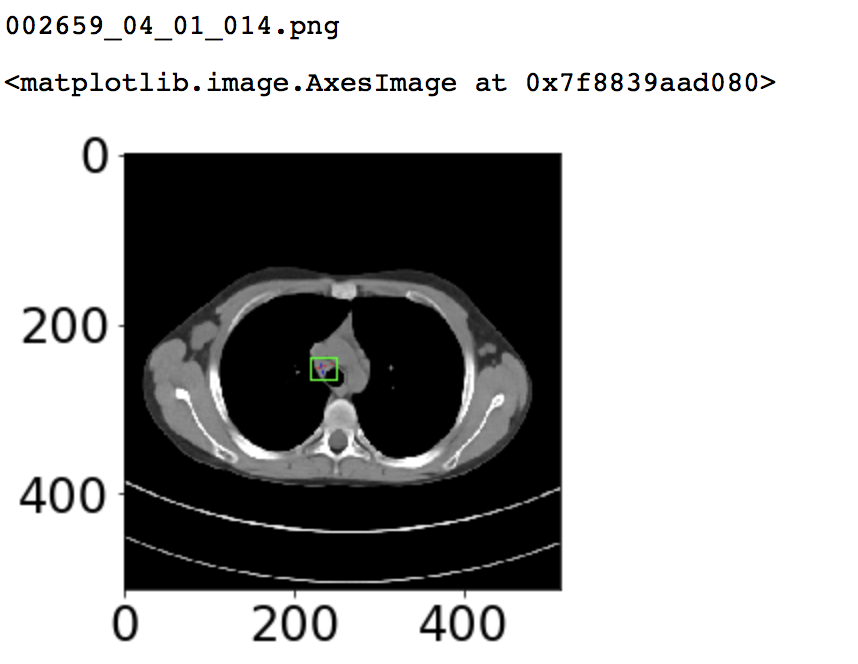 002659_04_01_014.png
<matplotlib.image.AxesImage at 0x7f8839aad080>
0
200
400
0 200 400